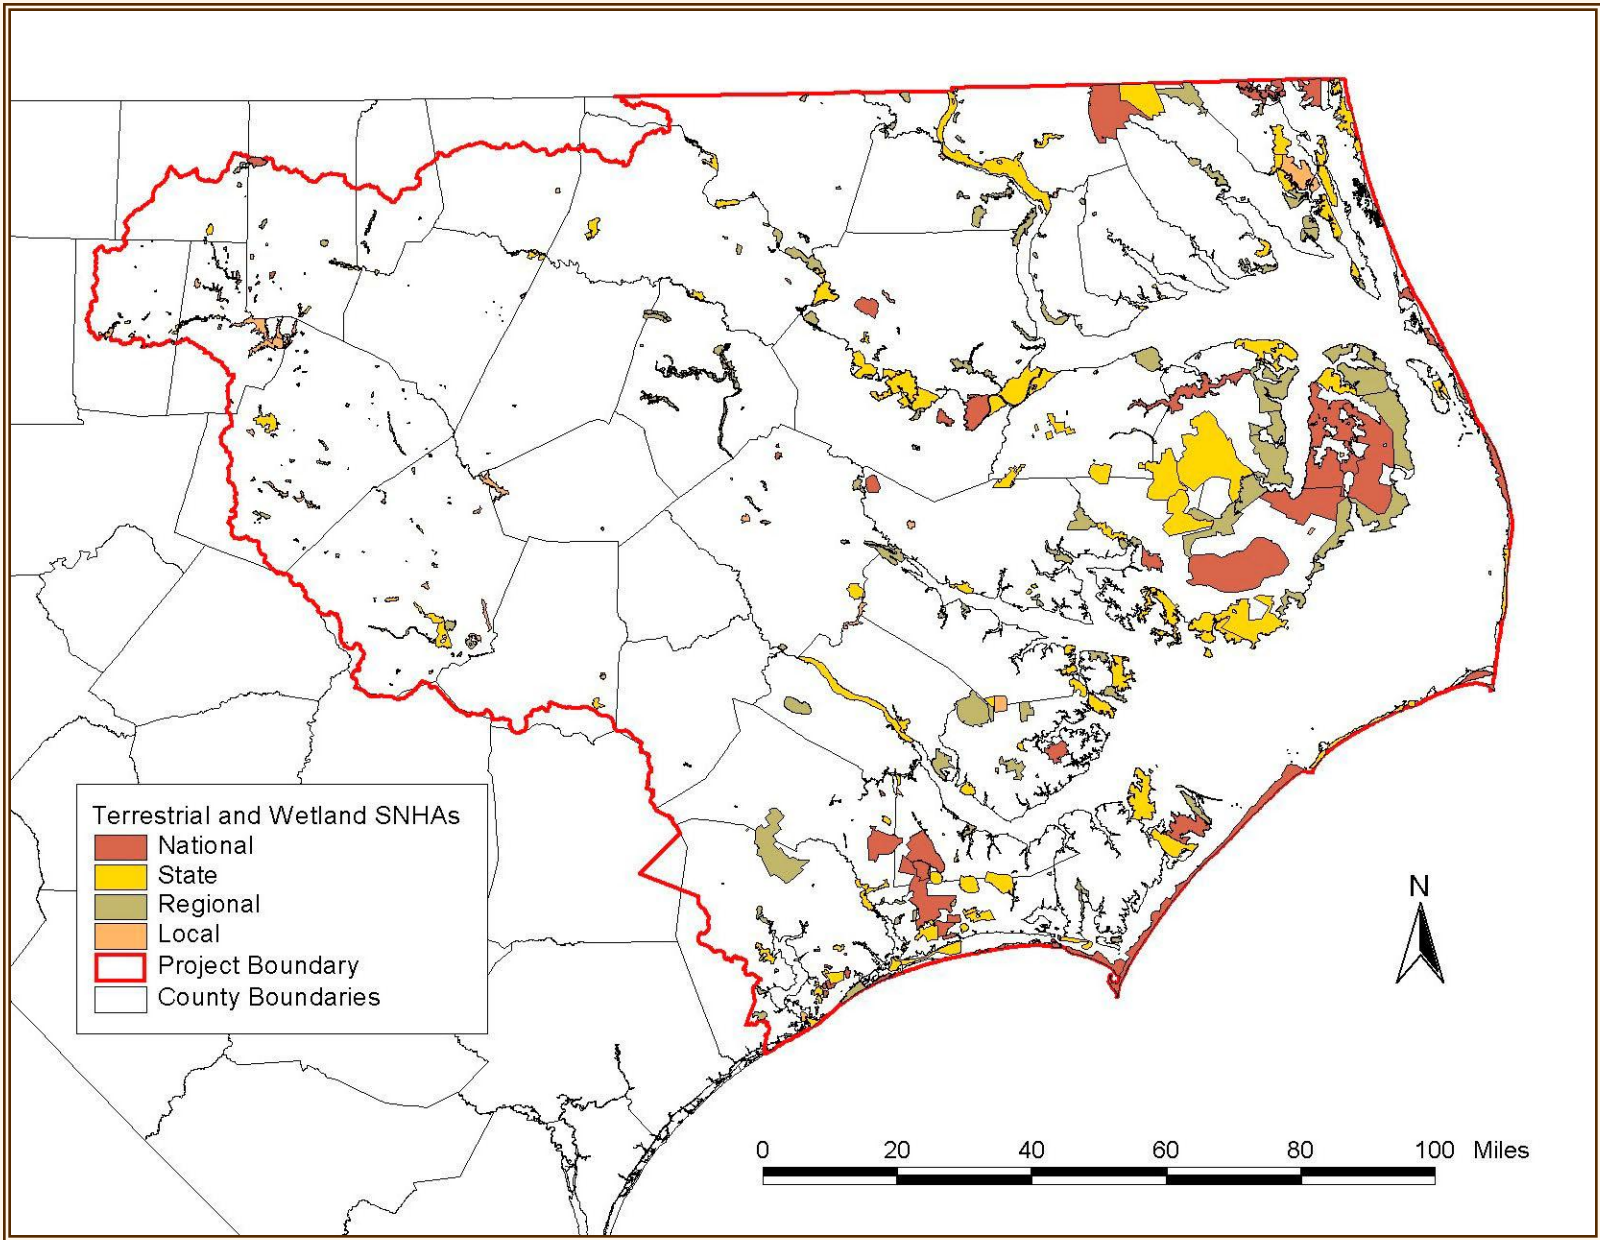 Terrestrial and Wetland SNHAs
National
State
Regional
Local
Project Boundary
County Boundaries
N
0 20 40 60 80 100 Miles